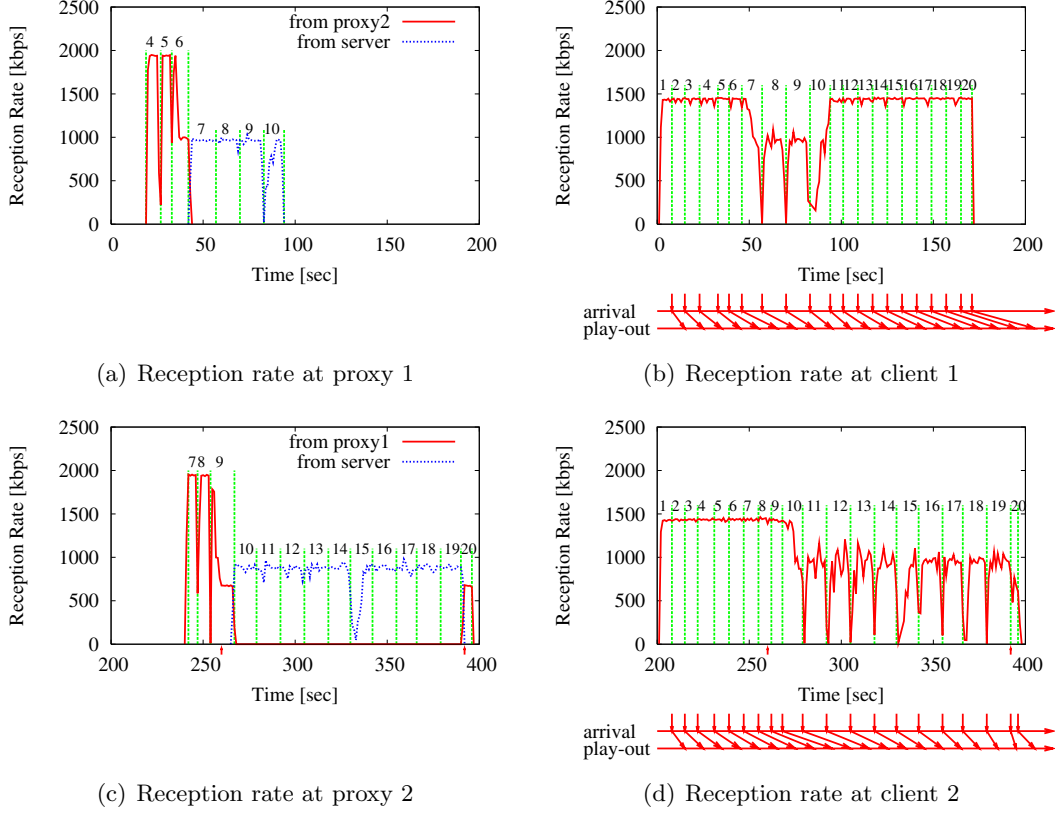 Reception Rate [kbps]
2500
2000
1500
1000
500
0
from proxy2
from server
4 5 6
7 8 9 10
0 50 100 150 200
Time [sec]
(a) Reception rate at proxy 1
Reception Rate [kbps]
2500
2000
1500
1000
500
0
1 2 3 4 5 6 7 8 9 10 11 12 13 14 15 16 17 18 19 20
0 50 100 150 200
Time [sec]
arrival
play-out
(b) Reception rate at client 1
Reception Rate [kbps]
2500
2000
1500
1000
500
0
from proxy1
from server
7 8 9
10 11 12 13 14 15 16 17 18 19 20
200 250 300 350 400
Time [sec]
(c) Reception rate at proxy 2
Reception Rate [kbps]
2500
2000
1500
1000
500
0
1 2 3 4 5 6 7 8 9 10 11 12 13 14 15 16 17 18 19 20
200 250 300 350 400
Time [sec]
arrival
play-out
(d) Reception rate at client 2